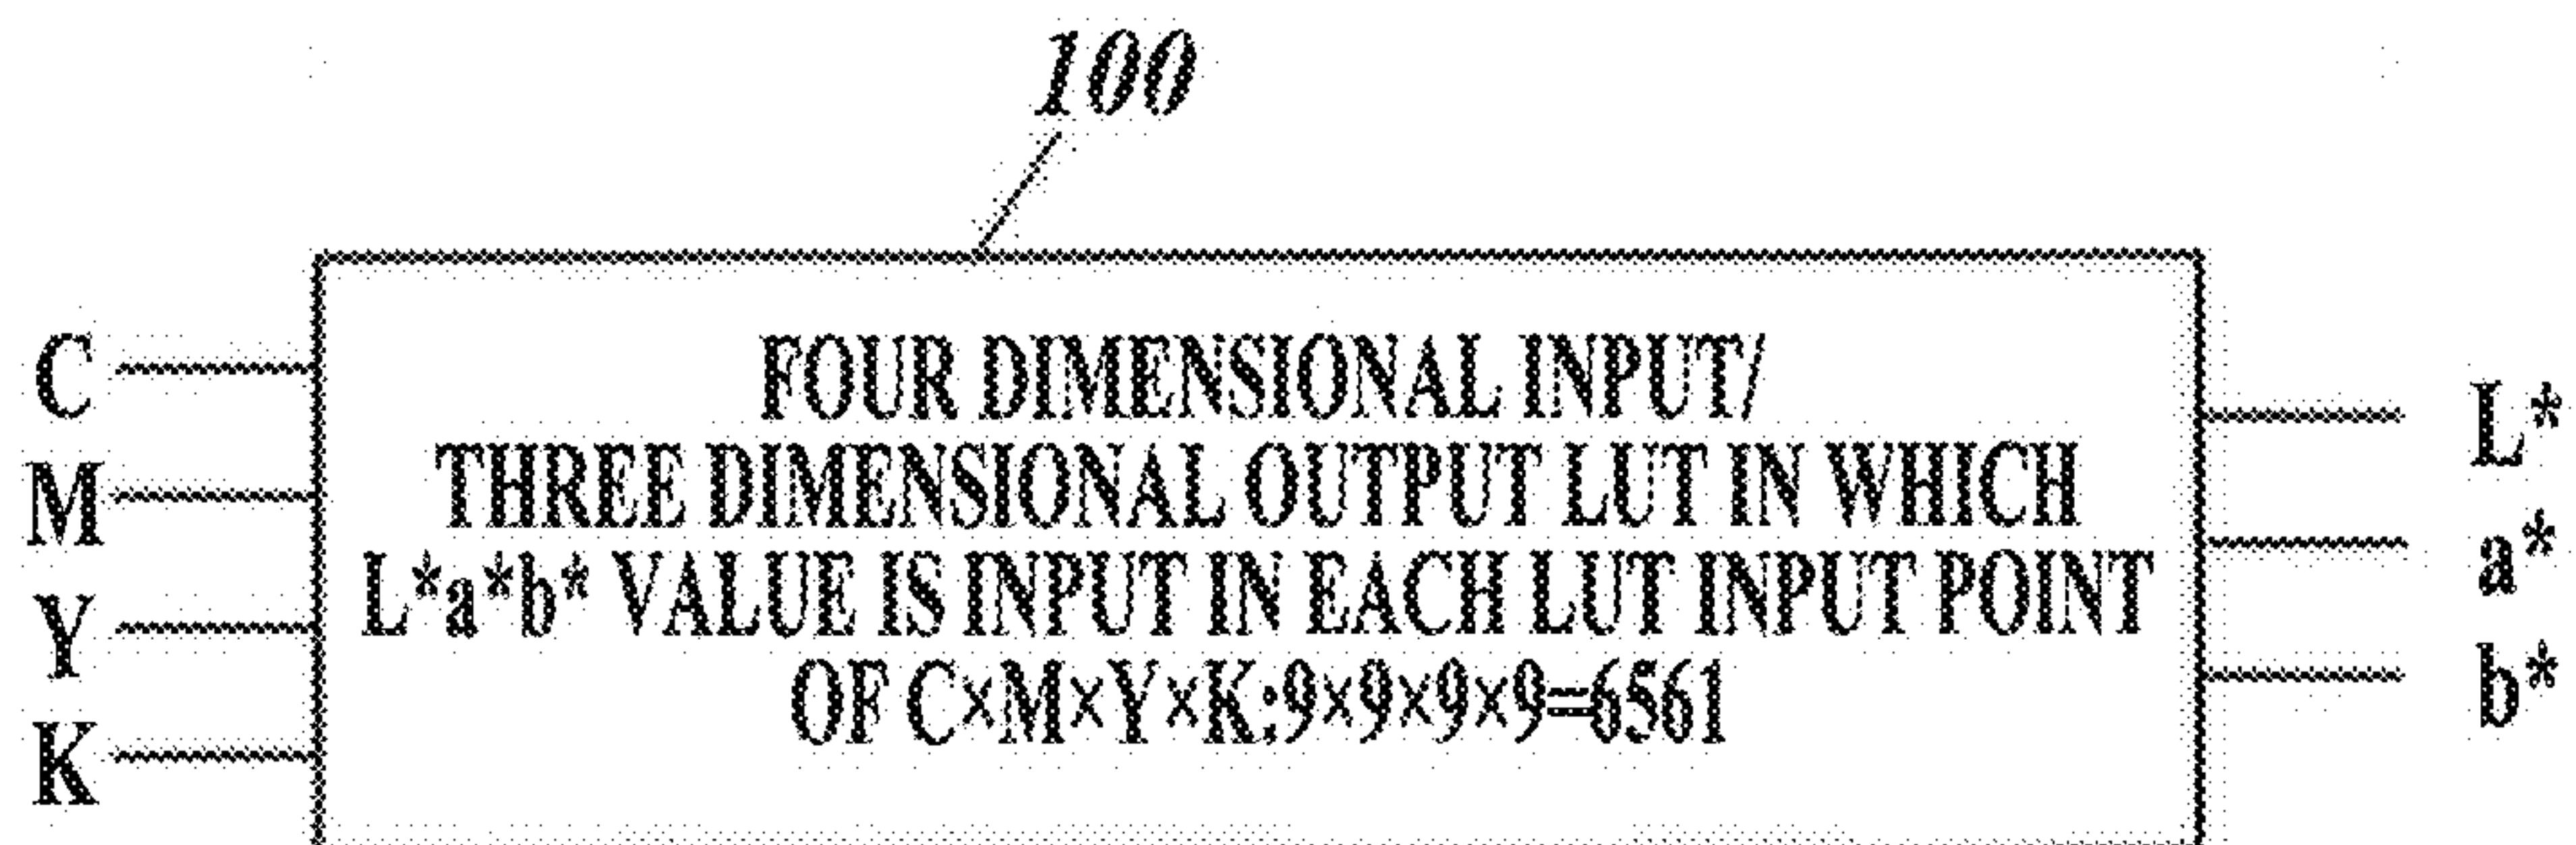 100
C
M
Y
K
FOUR DIMENSIONAL INPUT/
THREE DIMENSIONAL OUTPUT LUT IN WHICH
L*a*b* VALUE IS INPUT IN EACH LUT INPUT POINT
OF C×M×Y×K;9×9×9×9=6561
L*
a*
b*